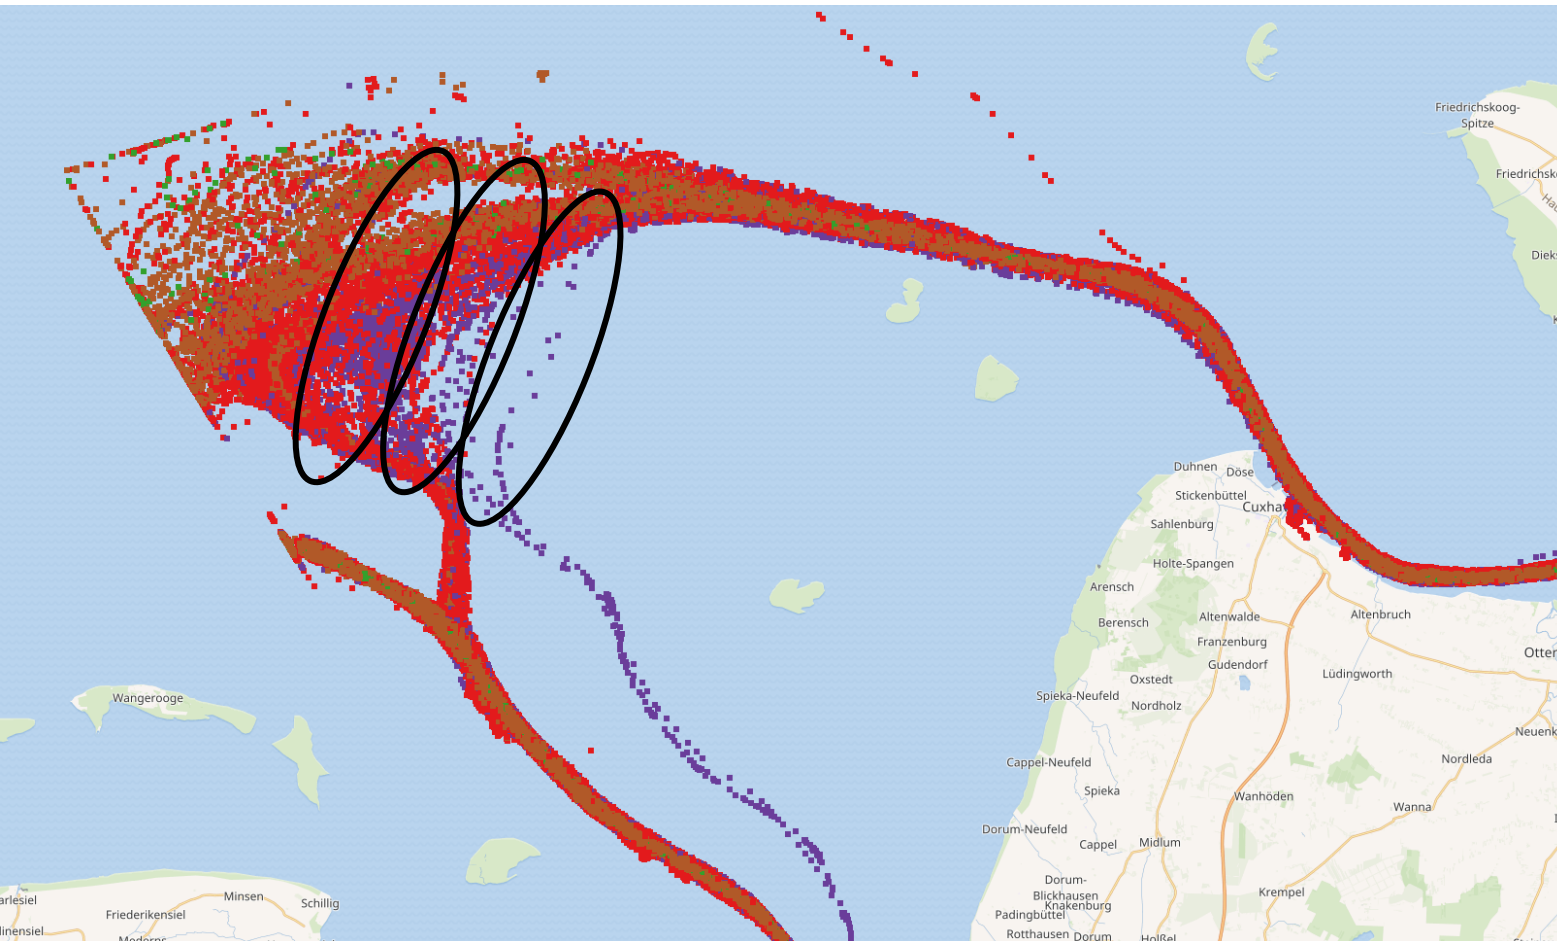 Friedrichskoog-
Spitze
Friedrichsk
Dieks
Duhnen
Döse
Stickenbüttel
Cuxha
Sahlenburg
Holte-Spangen
Arensch
Altenbruch
Berensch
Altenwalde
Franzenburg
Otter
Gudendorf
Lüdingworth
Oxstedt
Spieka-Neufeld
Nordholz
Wangerooge
Neuenk
Cappel-Neufeld
Nordleda
Spieka
Wanhöden
Wanna
Dorum-Neufeld
Cappel
Midlum
Dorum-
Blickhausen
Knakenburg
Krempel
Padingbüttel
Rotthausen
Dorum
Holßel
Minsen
arlesiel
Schillig
Friederikensiel
linensiel
Moderns